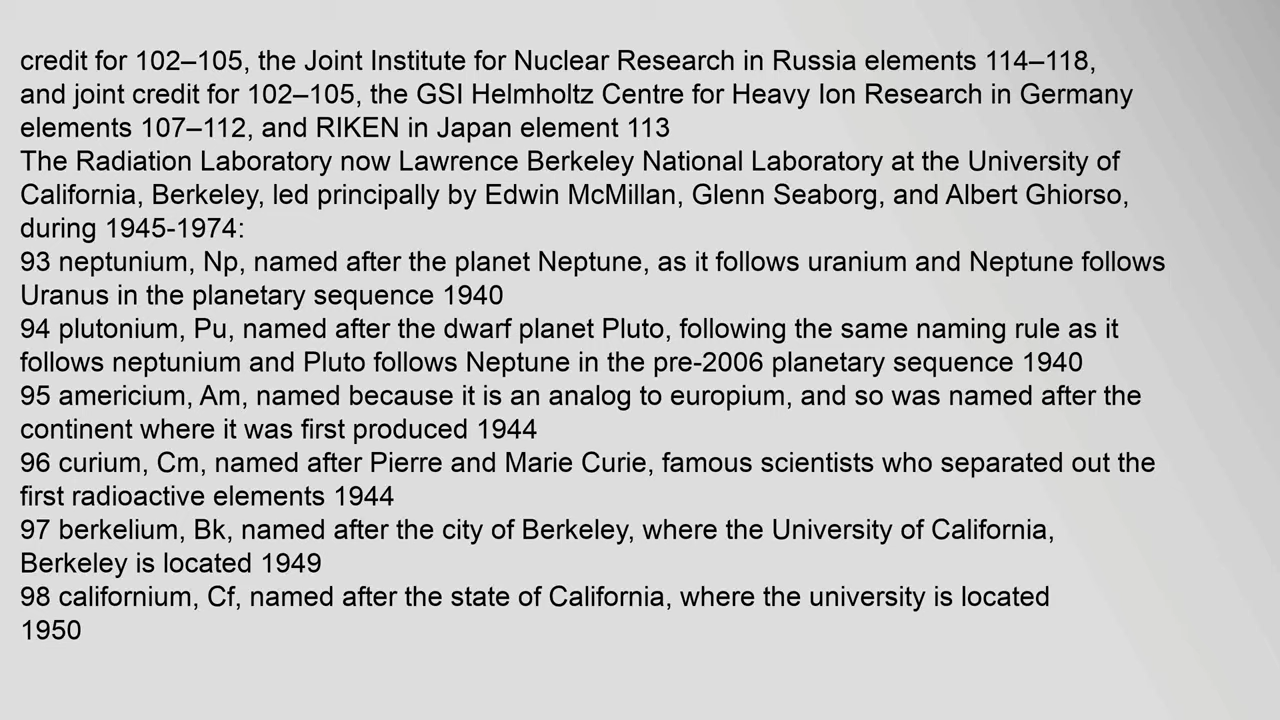 credit for 102–105, the Joint Institute for Nuclear Research in Russia elements 114–118,
and joint credit for 102–105, the GSI Helmholtz Centre for Heavy Ion Research in Germany
elements 107–112, and RIKEN in Japan element 113
The Radiation Laboratory now Lawrence Berkeley National Laboratory at the University of
California, Berkeley, led principally by Edwin McMillan, Glenn Seaborg, and Albert Ghiorso,
during 1945-1974:
93 neptunium, Np, named after the planet Neptune, as it follows uranium and Neptune follows
Uranus in the planetary sequence 1940
94 plutonium, Pu, named after the dwarf planet Pluto, following the same naming rule as it
follows neptunium and Pluto follows Neptune in the pre-2006 planetary sequence 1940
95 americium, Am, named because it is an analog to europium, and so was named after the
continent where it was first produced 1944
96 curium, Cm, named after Pierre and Marie Curie, famous scientists who separated out the
first radioactive elements 1944
97 berkelium, Bk, named after the city of Berkeley, where the University of California,
Berkeley is located 1949
98 californium, Cf, named after the state of California, where the university is located
1950